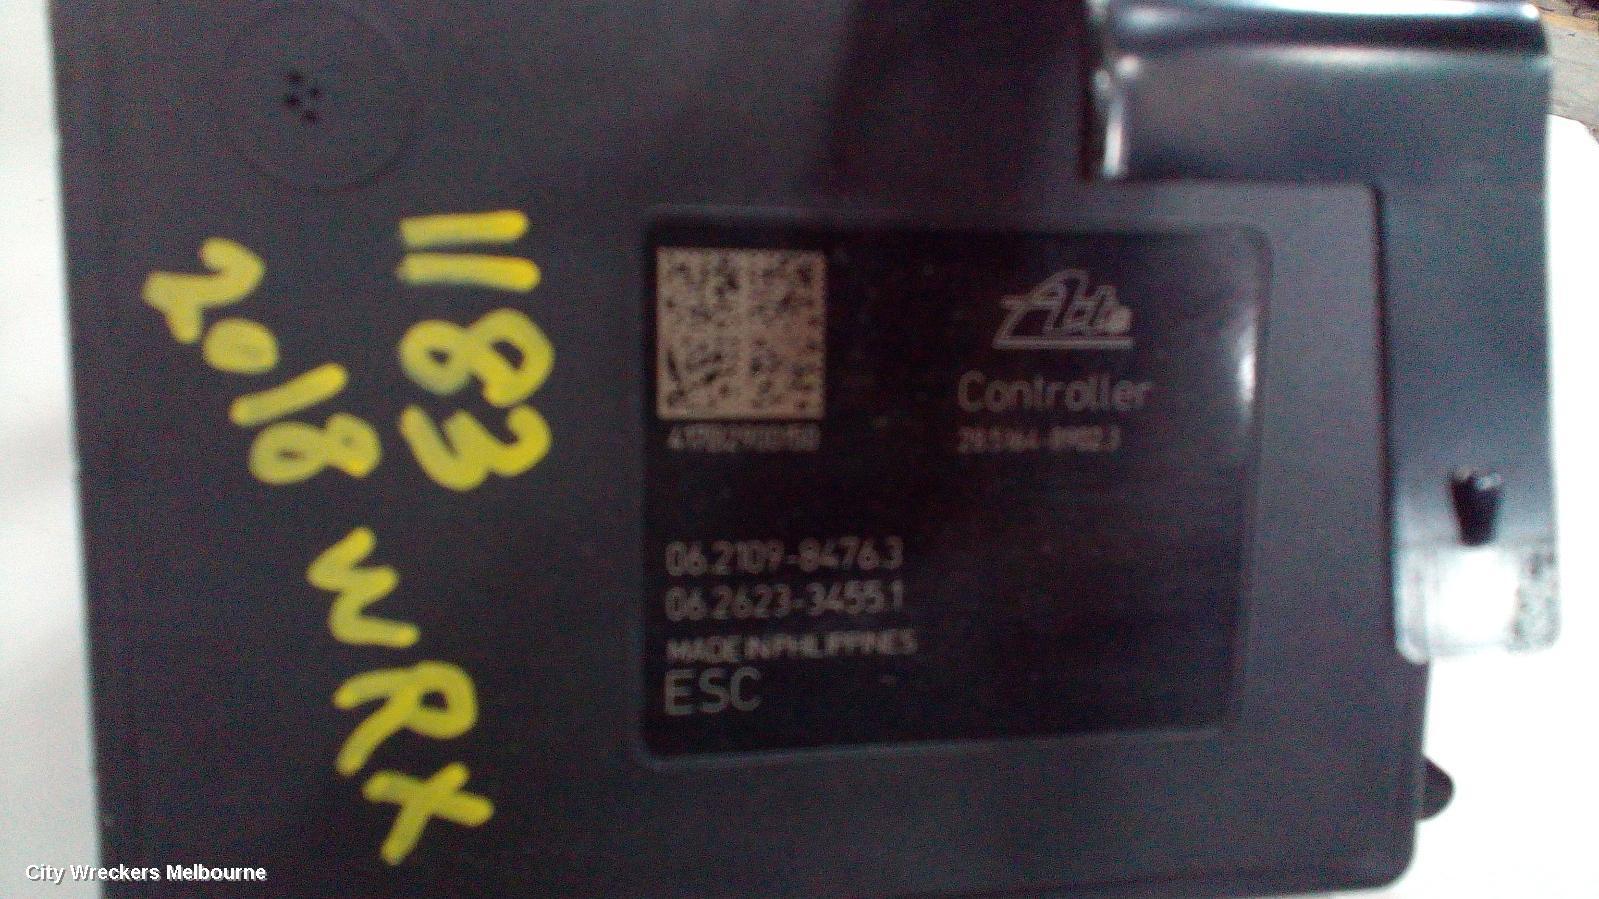 1183
2018 WRX
Ate
Controller
06.2109-8476.3
06.2623-3455.1
MADE IN PHILIPPINES
ESC
City Wreckers Melbourne